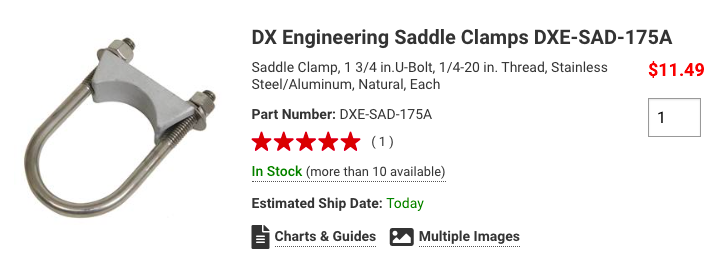 DX Engineering Saddle Clamps DXE-SAD-175A
Saddle Clamp, 1 3/4 in.U-Bolt, 1/4-20 in. Thread, Stainless
Steel/Aluminum, Natural, Each
$11.49
Part Number: DXE-SAD-175A
1
(1)
In Stock (more than 10 available)
Estimated Ship Date: Today
Charts & Guides Multiple Images